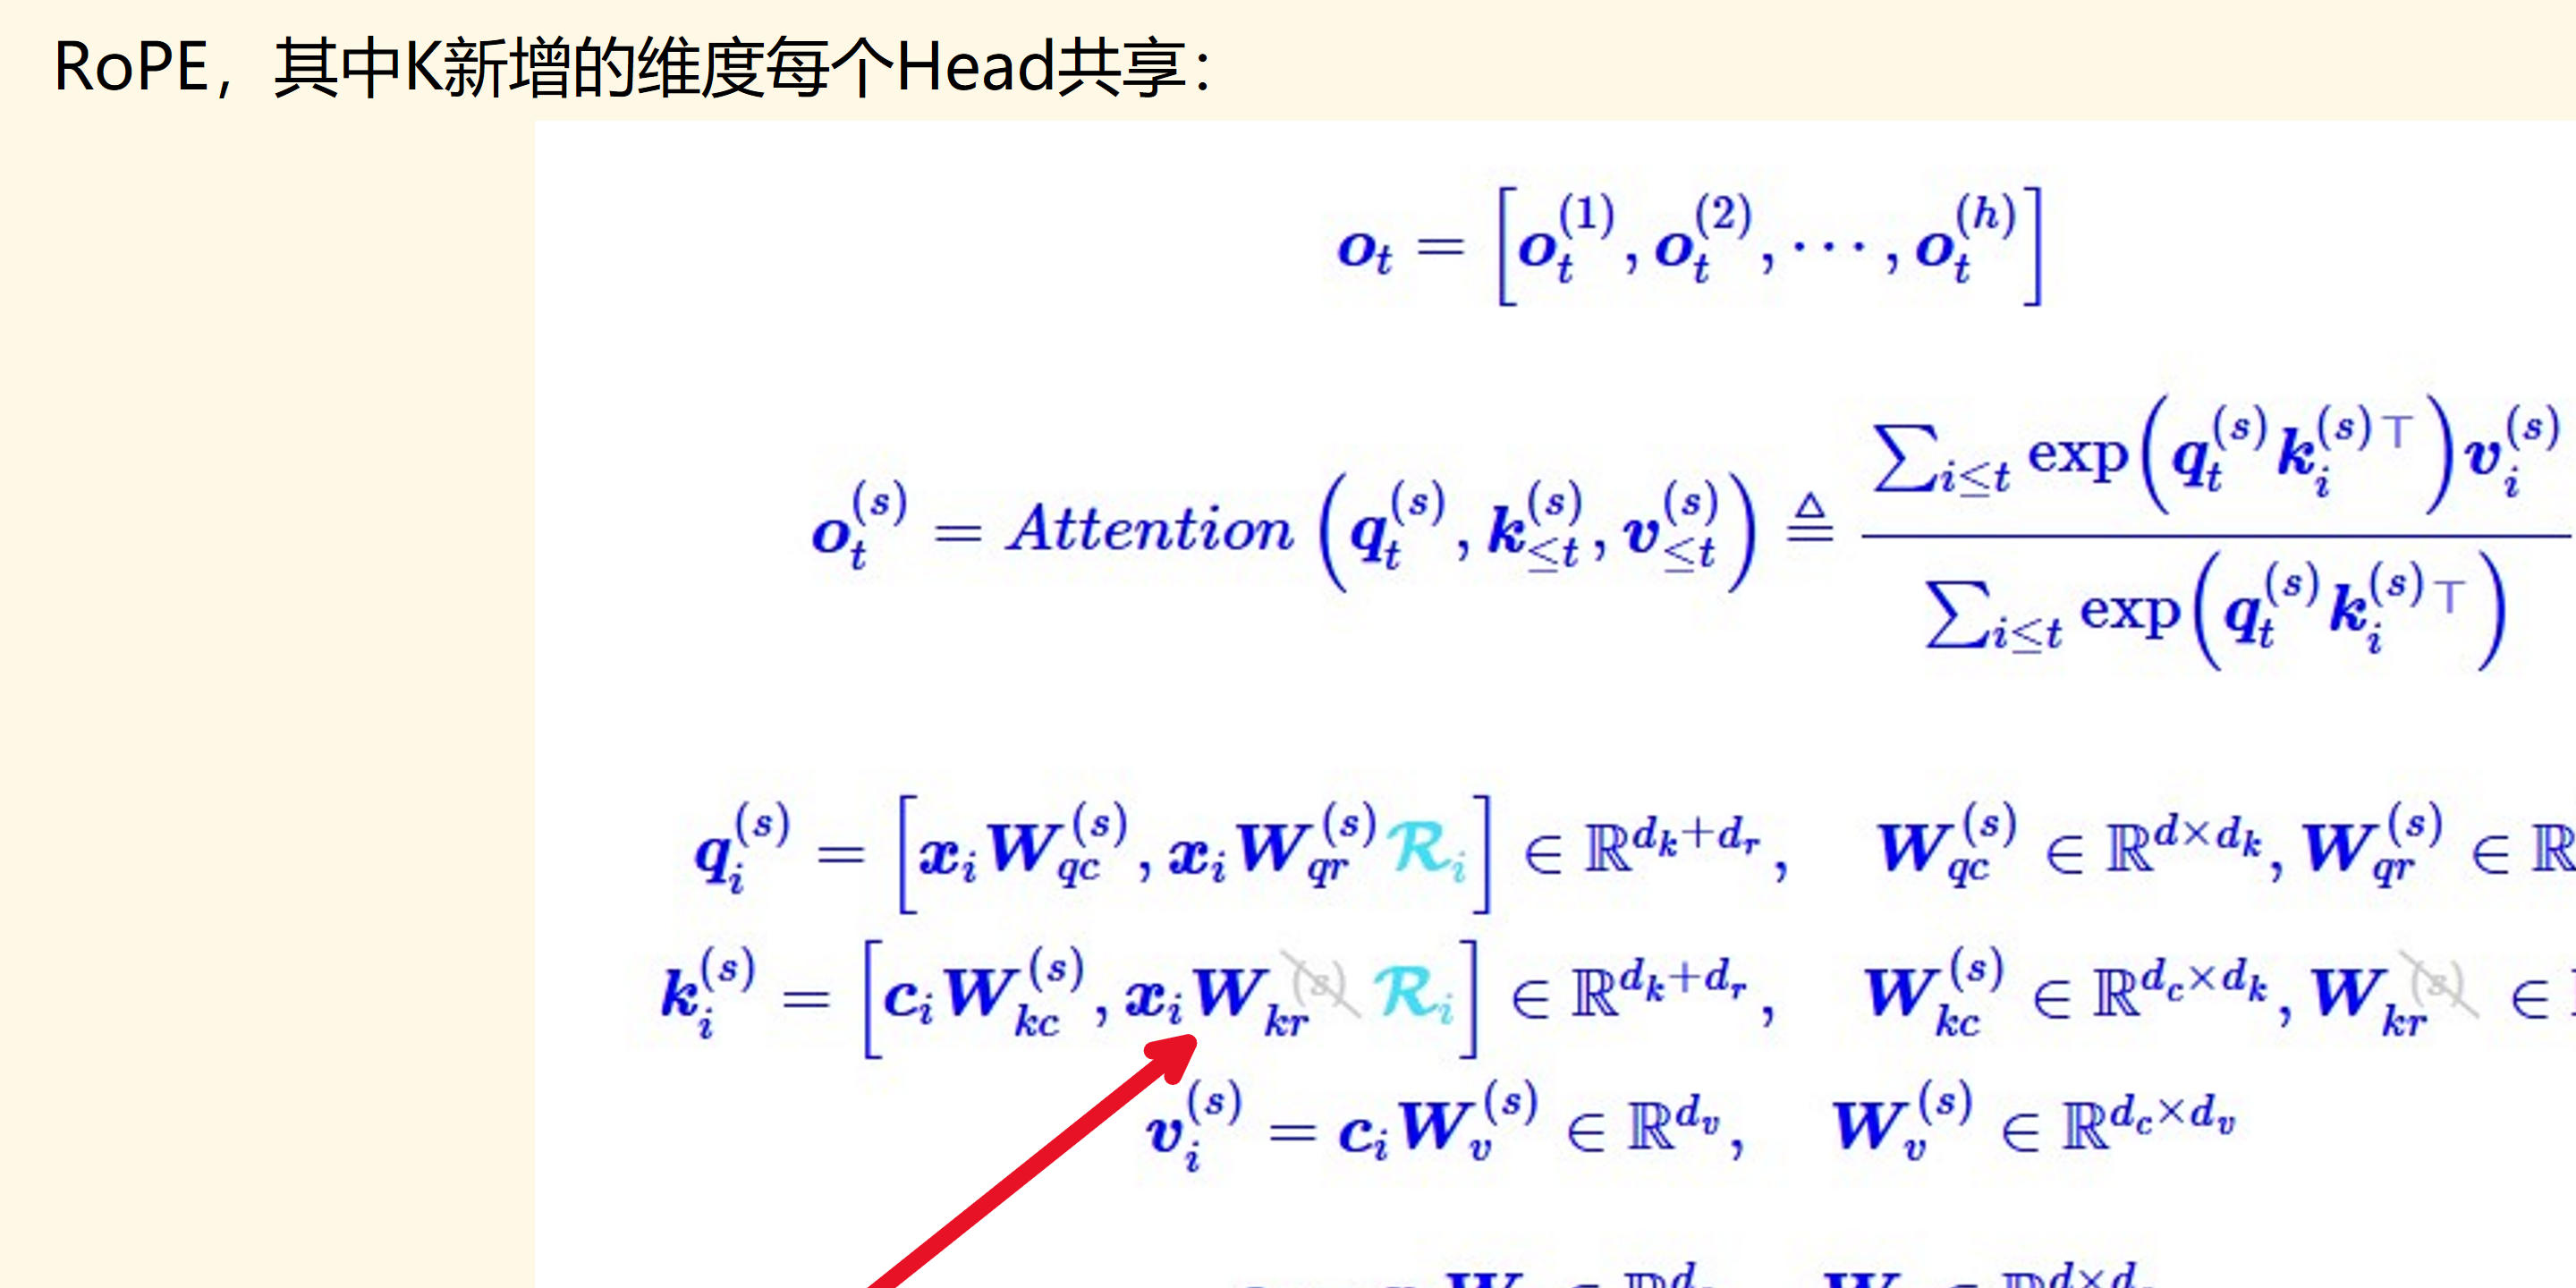 RoPE，其中K新增的维度每个Head共享：
$\boldsymbol{o}_t = \left[\boldsymbol{o}_t^{(1)}, \boldsymbol{o}_t^{(2)}, \cdots, \boldsymbol{o}_t^{(h)}\right]$
$\boldsymbol{o}_t^{(s)} = Attention\left(\boldsymbol{q}_t^{(s)}, \boldsymbol{k}_{\leq t}^{(s)}, \boldsymbol{v}_{\leq t}^{(s)}\right) \triangleq \frac{\sum_{i\leq t} \exp\left(\boldsymbol{q}_t^{(s)} \boldsymbol{k}_i^{(s)\top}\right)\boldsymbol{v}_i^{(s)}}{\sum_{i\leq t} \exp\left(\boldsymbol{q}_t^{(s)} \boldsymbol{k}_i^{(s)\top}\right)}$
$\boldsymbol{q}_i^{(s)} = \left[\boldsymbol{x}_i\boldsymbol{W}_{qc}^{(s)}, \boldsymbol{x}_i\boldsymbol{W}_{qr}^{(s)}\boldsymbol{\mathcal{R}}_i\right] \in \mathbb{R}^{d_k+d_r}, \quad \boldsymbol{W}_{qc}^{(s)} \in \mathbb{R}^{d\times d_k}, \boldsymbol{W}_{qr}^{(s)} \in \mathbb{R}$
$\boldsymbol{k}_i^{(s)} = \left[\boldsymbol{c}_i\boldsymbol{W}_{kc}^{(s)}, \boldsymbol{x}_i\boldsymbol{W}_{kr}^{\cancel{(s)}}\boldsymbol{\mathcal{R}}_i\right] \in \mathbb{R}^{d_k+d_r}, \quad \boldsymbol{W}_{kc}^{(s)} \in \mathbb{R}^{d_c\times d_k}, \boldsymbol{W}_{kr}^{\cancel{(s)}} \in$
$\boldsymbol{v}_i^{(s)} = \boldsymbol{c}_i\boldsymbol{W}_v^{(s)} \in \mathbb{R}^{d_v}, \quad \boldsymbol{W}_v^{(s)} \in \mathbb{R}^{d_c\times d_v}$